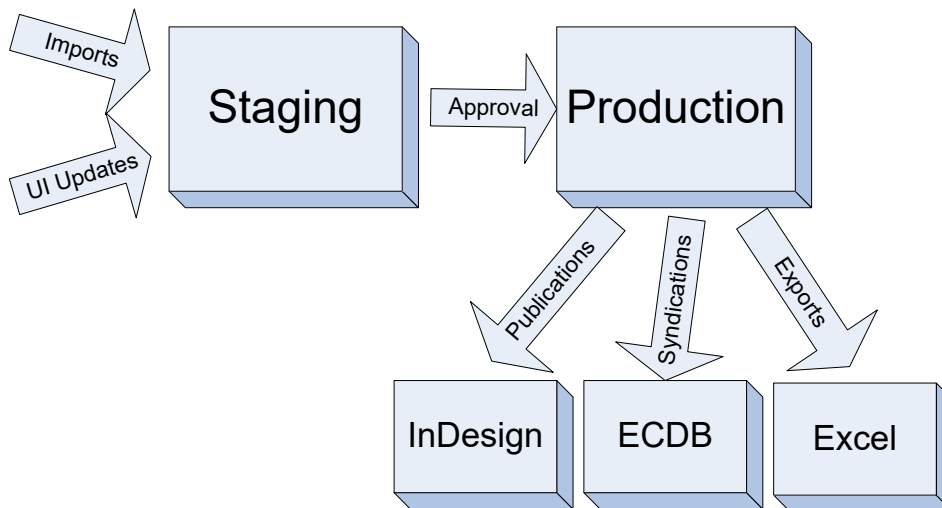 Imports
Staging
Approval
Production
UI Updates
Publications
Syndications
Exports
InDesign
ECDB
Excel